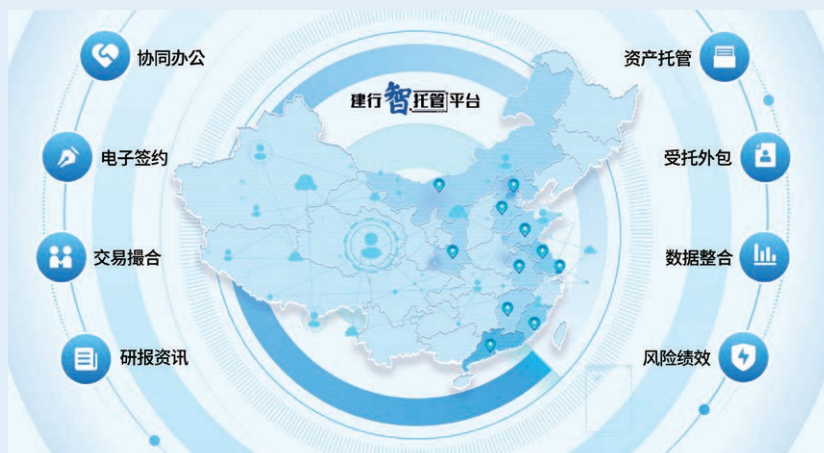 协同办公
资产托管
建行智托管平台
电子签约
受托外包
交易撮合
数据整合
研报资讯
风险绩效